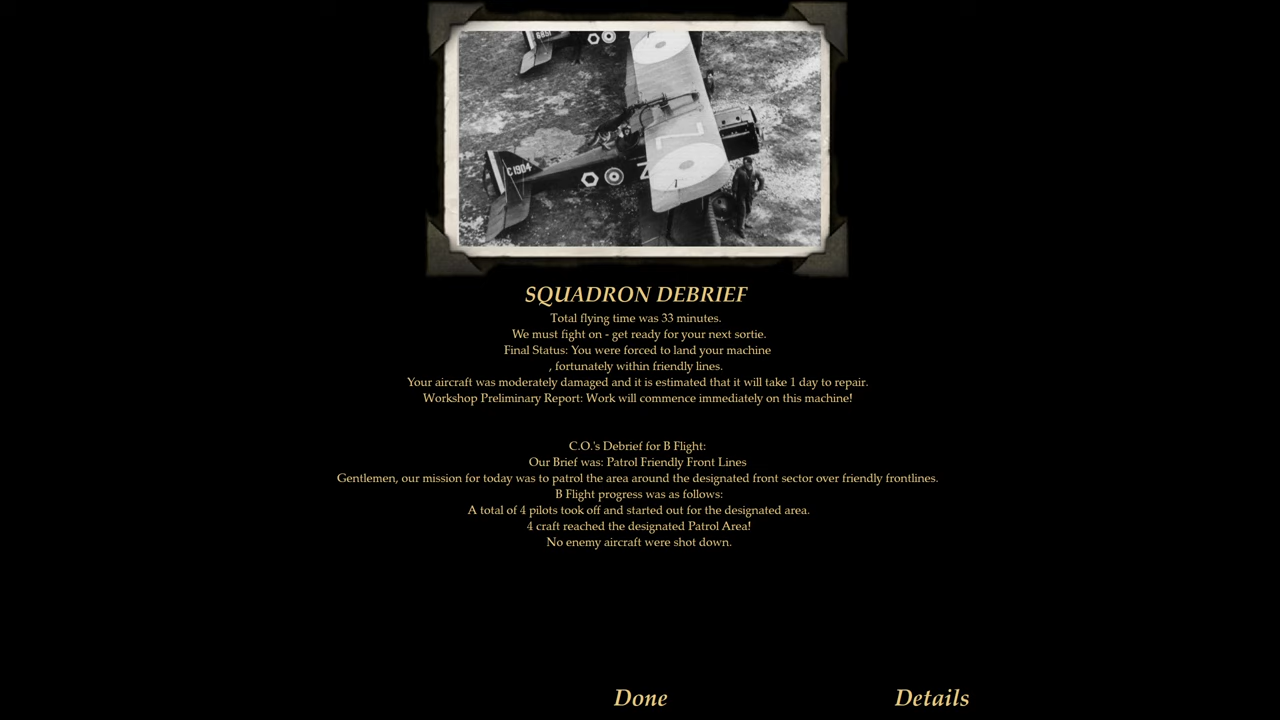 C1904
Z
Z
SQUADRON DEBRIEF
Total flying time was 33 minutes.
We must fight on - get ready for your next sortie.
Final Status: You were forced to land your machine
, fortunately within friendly lines.
Your aircraft was moderately damaged and it is estimated that it will take 1 day to repair.
Workshop Preliminary Report: Work will commence immediately on this machine!
C.O.'s Debrief for B Flight:
Our Brief was: Patrol Friendly Front Lines
Gentlemen, our mission for today was to patrol the area around the designated front sector over friendly frontlines.
B Flight progress was as follows:
A total of 4 pilots took off and started out for the designated area.
4 craft reached the designated Patrol Area!
No enemy aircraft were shot down.
Done
Details